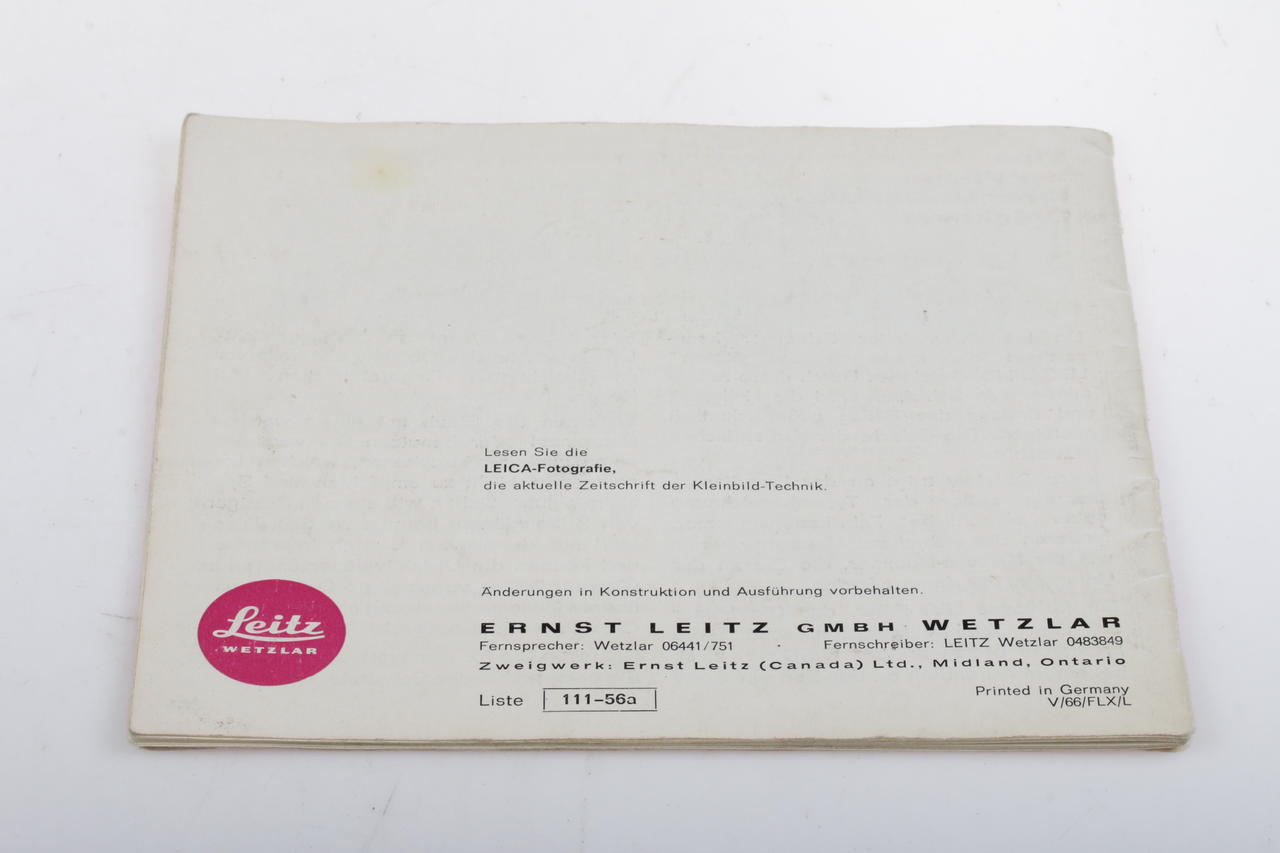 Lesen Sie die
LEICA-Fotografie,
die aktuelle Zeitschrift der Kleinbild-Technik.
Änderungen in Konstruktion und Ausführung vorbehalten.
Leitz
WETZLAR
ERNST LEITZ GMBH WETZLAR
Fernsprecher: Wetzlar 06441/751 · Fernschreiber: LEITZ Wetzlar 0483849
Zweigwerk: Ernst Leitz (Canada) Ltd., Midland, Ontario
Liste 111-56a
Printed in Germany
V/66/FLX/L